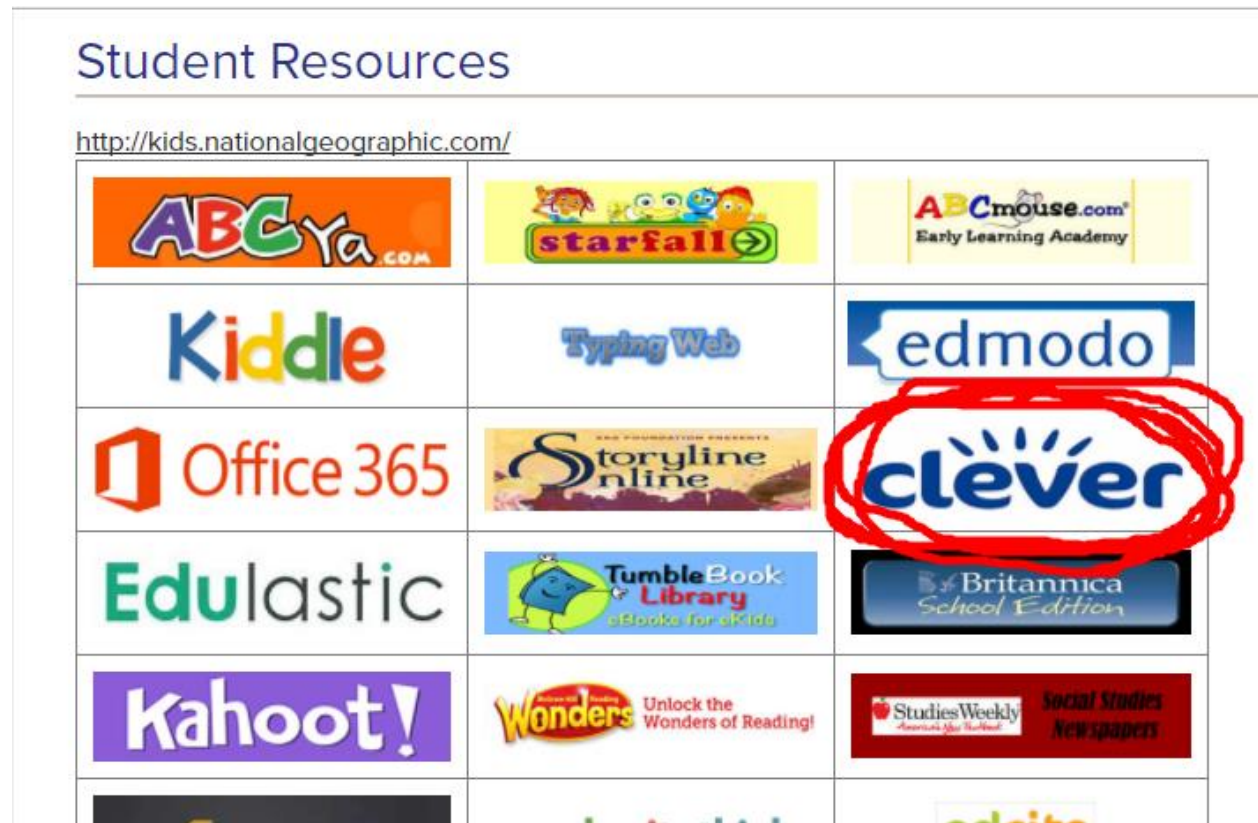 Student Resources
http://kids.nationalgeographic.com/
ABCYa.COM
starfall
ABCmouse.com®
Early Learning Academy
Kiddle
Typing Web
edmodo
Office 365
Storyline
Online
clever
Edulastic
TumbleBook
Library
eBooks for eKids
Britannica
School Edition
Kahoot!
Wonders
Unlock the
Wonders of Reading!
StudiesWeekly
Social Studies
Newspapers